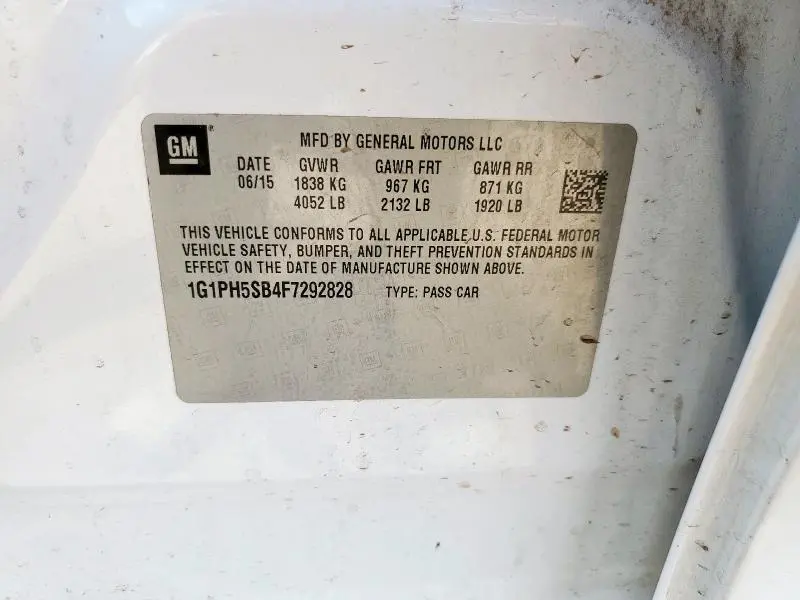 GM
MFD BY GENERAL MOTORS LLC
DATE GVWR GAWR FRT GAWR RR
06/15 1838 KG 967 KG 871 KG
4052 LB 2132 LB 1920 LB
THIS VEHICLE CONFORMS TO ALL APPLICABLE U.S. FEDERAL MOTOR
VEHICLE SAFETY, BUMPER, AND THEFT PREVENTION STANDARDS IN
EFFECT ON THE DATE OF MANUFACTURE SHOWN ABOVE.
1G1PH5SB4F7292828 TYPE: PASS CAR